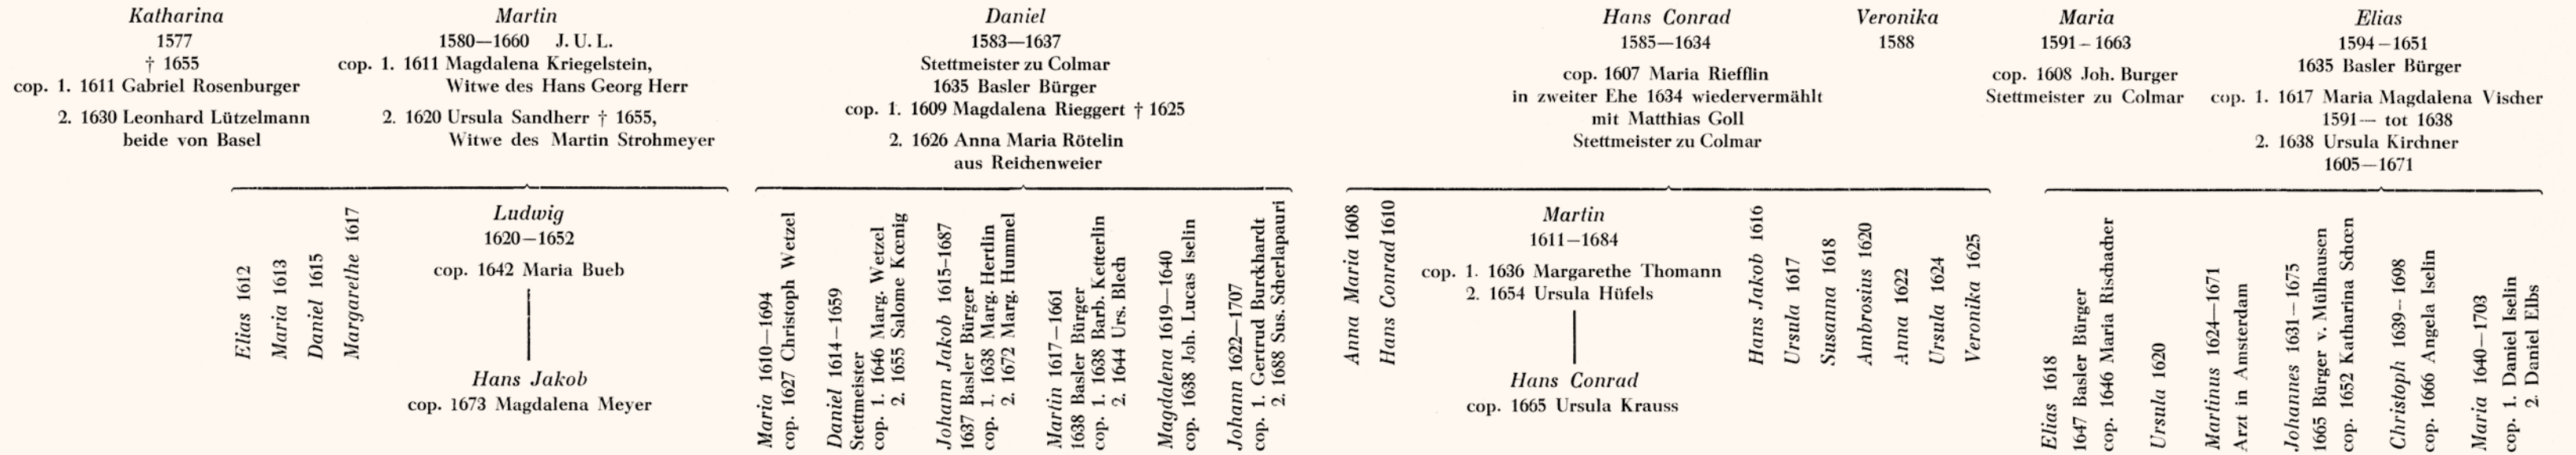 Katharina
1577
† 1655
cop. 1. 1611 Gabriel Rosenburger
2. 1630 Leonhard Lützelmann
beide von Basel
Martin
1580—1660 J. U. L.
cop. 1. 1611 Magdalena Kriegelstein,
Witwe des Hans Georg Herr
2. 1620 Ursula Sandherr † 1655,
Witwe des Martin Strohmeyer
Daniel
1583—1637
Stettmeister zu Colmar
1635 Basler Bürger
cop. 1. 1609 Magdalena Rieggert † 1625
2. 1626 Anna Maria Rötelin
aus Reichenweier
Hans Conrad
1585—1634
cop. 1607 Maria Riefflin
in zweiter Ehe 1634 wiedervermählt
mit Matthias Goll
Stettmeister zu Colmar
Veronika
1588
Maria
1591–1663
cop. 1608 Joh. Burger
Stettmeister zu Colmar
Elias
1594–1651
1635 Basler Bürger
cop. 1. 1617 Maria Magdalena Vischer
1591— tot 1638
2. 1638 Ursula Kirchner
1605—1671
Elias 1612
Maria 1613
Daniel 1615
Margarethe 1617
Ludwig
1620—1652
cop. 1642 Maria Bueb
Hans Jakob
cop. 1673 Magdalena Meyer
Maria 1610—1694
cop. 1627 Christoph Wetzel
Daniel 1614—1659
Stettmeister
cop. 1. 1646 Marg. Wetzel
2. 1655 Salome Kœnig
Johann Jakob 1615-1687
1637 Basler Bürger
cop. 1. 1638 Marg. Hertlin
2. 1672 Marg. Hummel
Martin 1617—1661
1638 Basler Bürger
cop. 1. 1638 Barb. Ketterlin
2. 1644 Urs. Blech
Magdalena 1619—1640
cop. 1638 Joh. Lucas Iselin
Johann 1622—1707
cop. 1. Gertrud Burckhardt
2. 1688 Sus. Scherlapauri
Anna Maria 1608
Hans Conrad 1610
Martin
1611—1684
cop. 1. 1636 Margarethe Thomann
2. 1654 Ursula Hüfels
Hans Conrad
cop. 1665 Ursula Krauss
Hans Jakob 1616
Ursula 1617
Susanna 1618
Ambrosius 1620
Anna 1622
Ursula 1624
Veronika 1625
Elias 1618
1647 Basler Bürger
cop. 1646 Maria Rischacher
Ursula 1620
Martinus 1624—1671
Arzt in Amsterdam
Johannes 1631—1675
1665 Bürger v. Mülhausen
cop. 1652 Katharina Schœn
Christoph 1639—1698
cop. 1666 Angela Iselin
Maria 1640—1703
cop. 1. Daniel Iselin
2. Daniel Elbs